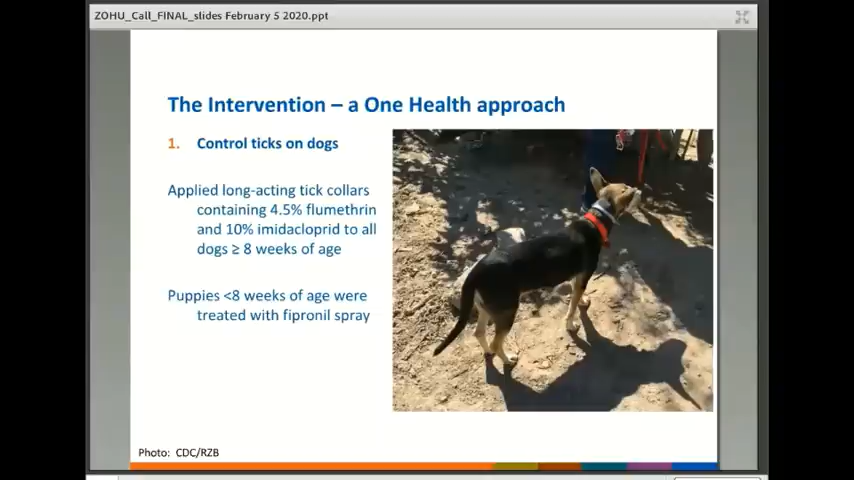 ZOHU_Call_FINAL_slides February 5 2020.ppt
The Intervention – a One Health approach
1. Control ticks on dogs
Applied long-acting tick collars
containing 4.5% flumethrin
and 10% imidacloprid to all
dogs ≥ 8 weeks of age
Puppies <8 weeks of age were
treated with fipronil spray
Photo: CDC/RZB